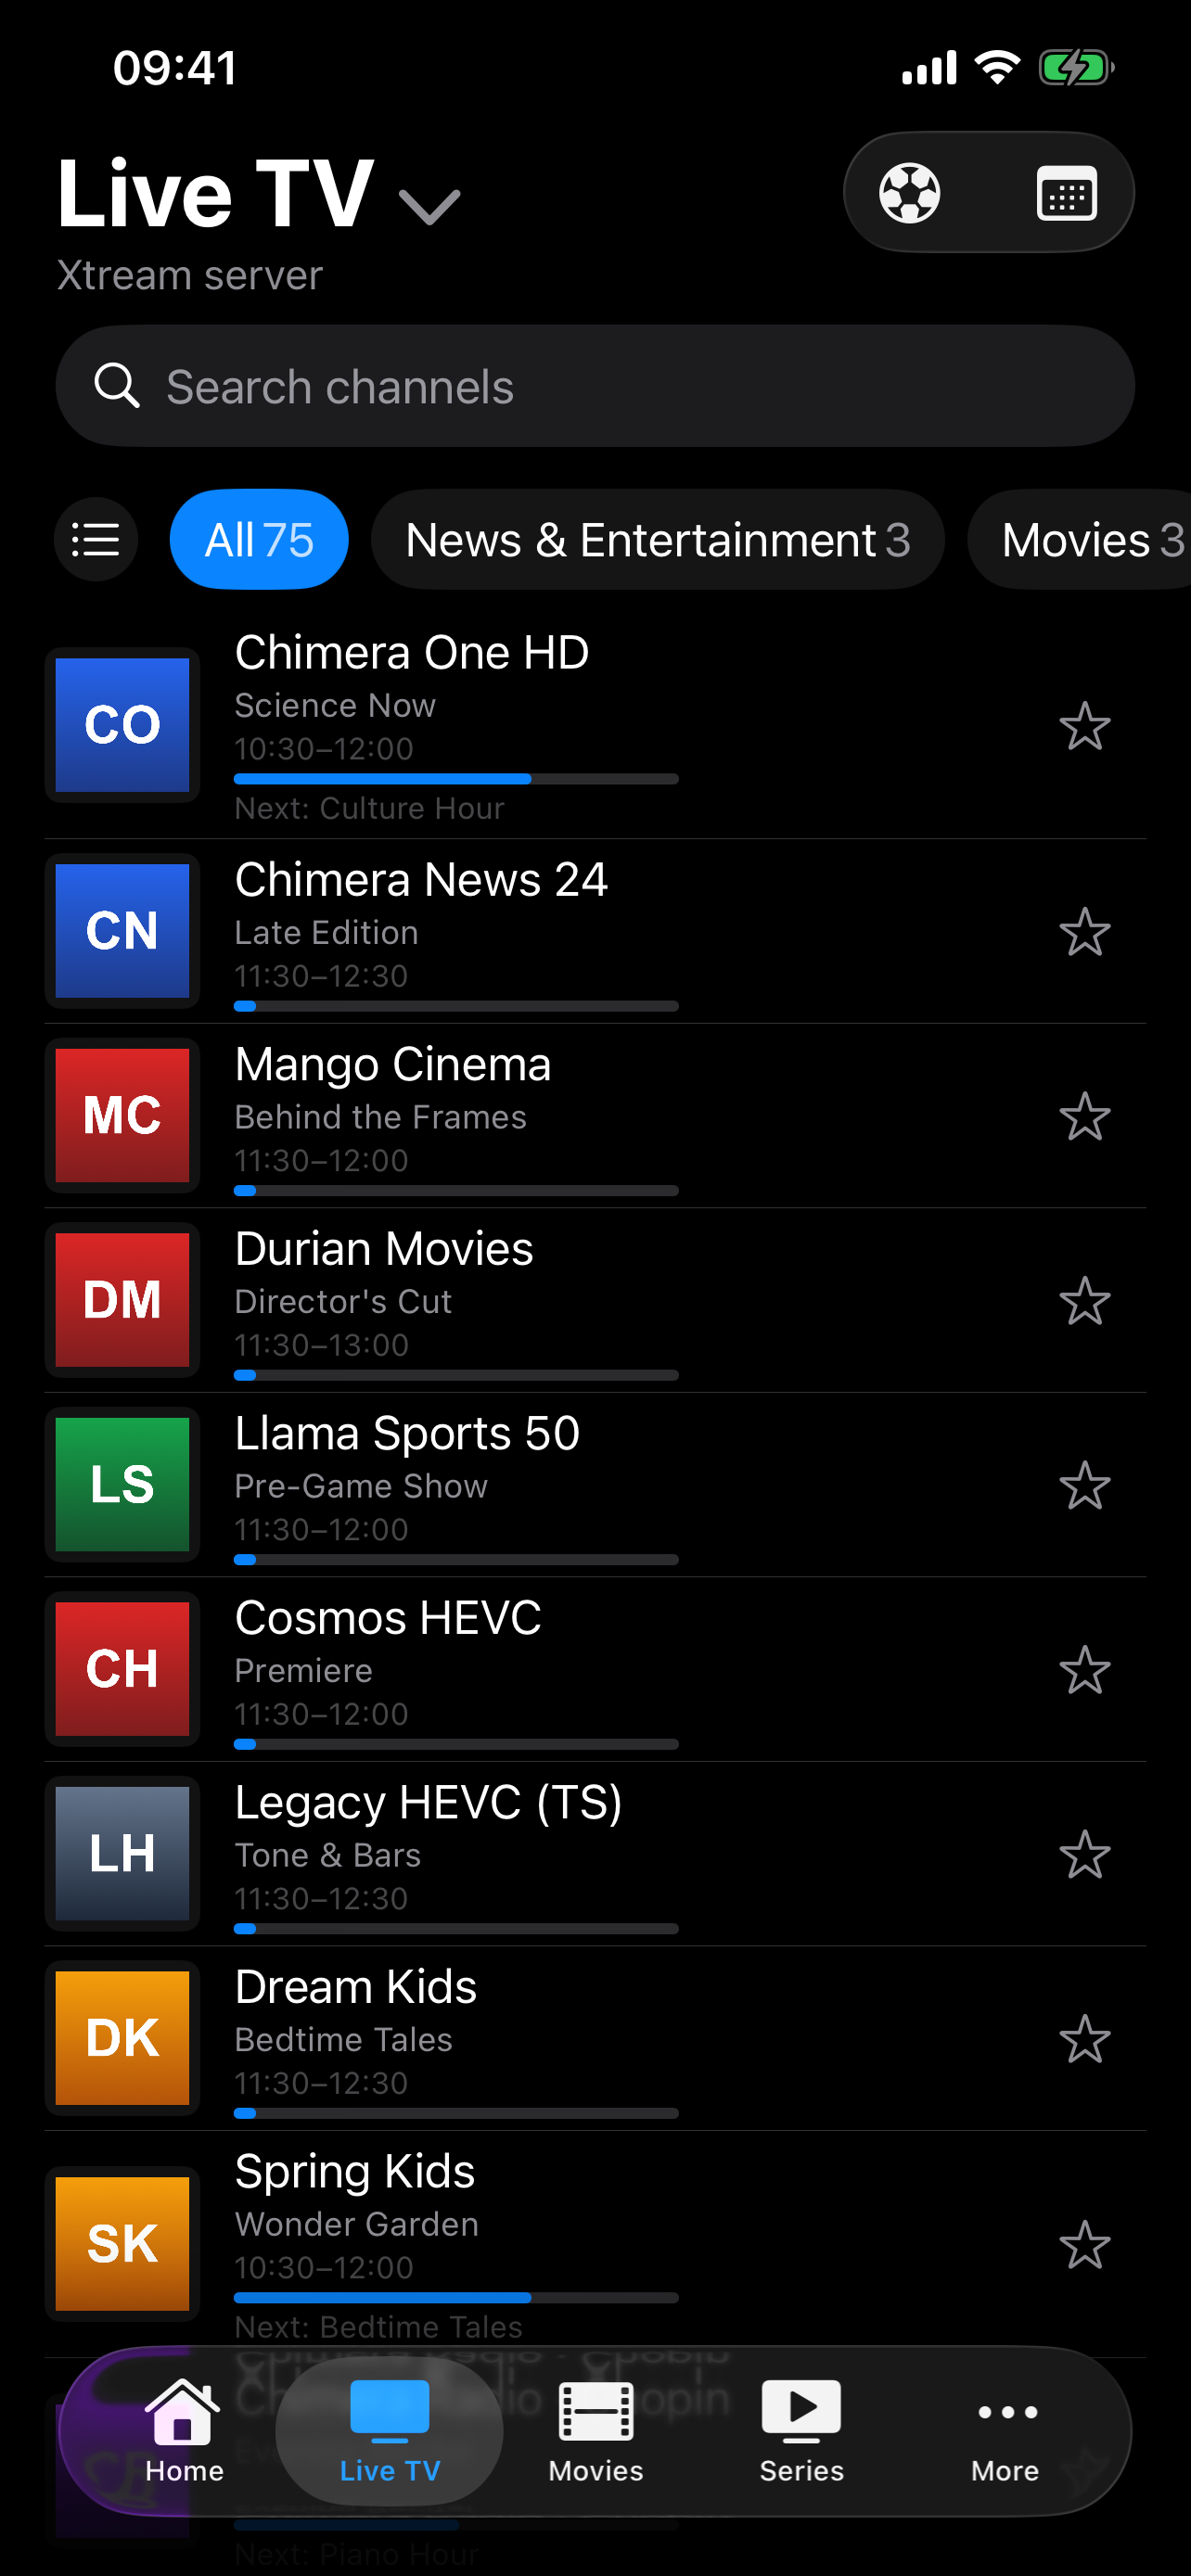 09:41
Live TV
Xtream server
Search channels
All 75
News & Entertainment 3
Movies 3
CO
Chimera One HD
Science Now
10:30–12:00
Next: Culture Hour
CN
Chimera News 24
Late Edition
11:30–12:30
MC
Mango Cinema
Behind the Frames
11:30–12:00
DM
Durian Movies
Director's Cut
11:30–13:00
LS
Llama Sports 50
Pre-Game Show
11:30–12:00
CH
Cosmos HEVC
Premiere
11:30–12:00
LH
Legacy HEVC (TS)
Tone & Bars
11:30–12:30
DK
Dream Kids
Bedtime Tales
11:30–12:30
SK
Spring Kids
Wonder Garden
10:30–12:00
Next: Bedtime Tales
Home
Live TV
Movies
Series
More
Next: Piano Hour